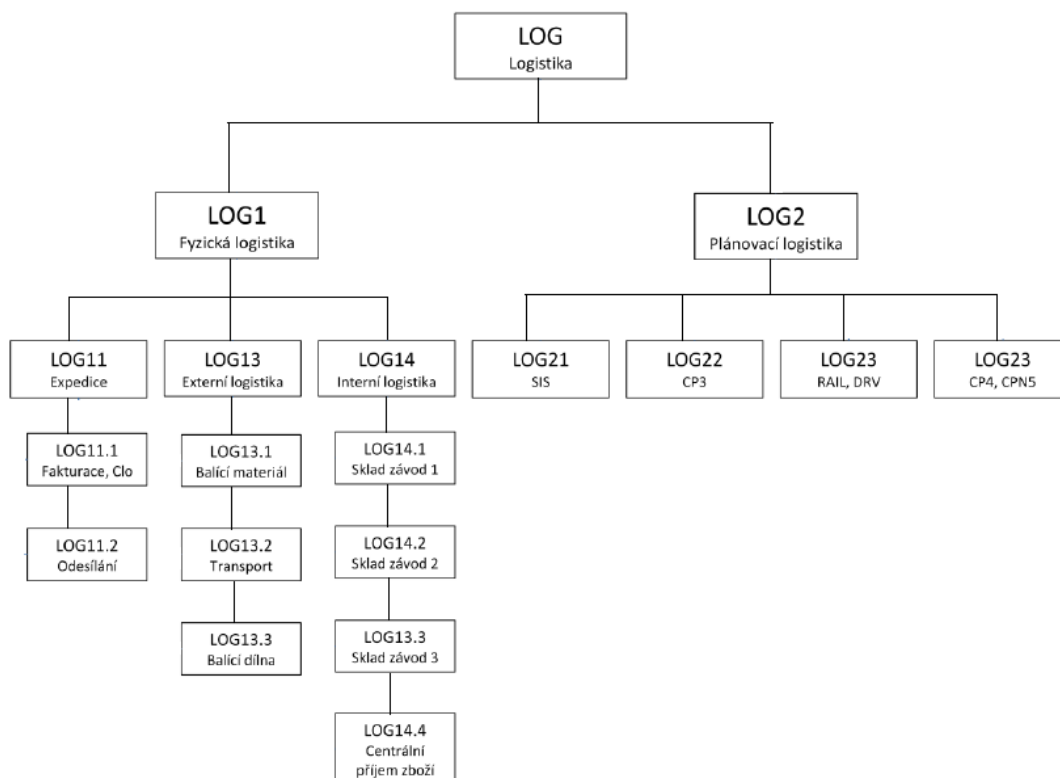 LOG
Logistika
LOG1
Fyzická logistika
LOG2
Plánovací logistika
LOG11
Expedice
LOG13
Externí logistika
LOG14
Interní logistika
LOG21
SIS
LOG22
CP3
LOG23
RAIL, DRV
LOG23
CP4, CPN5
LOG11.1
Fakturace, Clo
LOG13.1
Balící materiál
LOG14.1
Sklad závod 1
LOG11.2
Odesílání
LOG13.2
Transport
LOG14.2
Sklad závod 2
LOG13.3
Balící dílna
LOG13.3
Sklad závod 3
LOG14.4
Centrální
příjem zboží